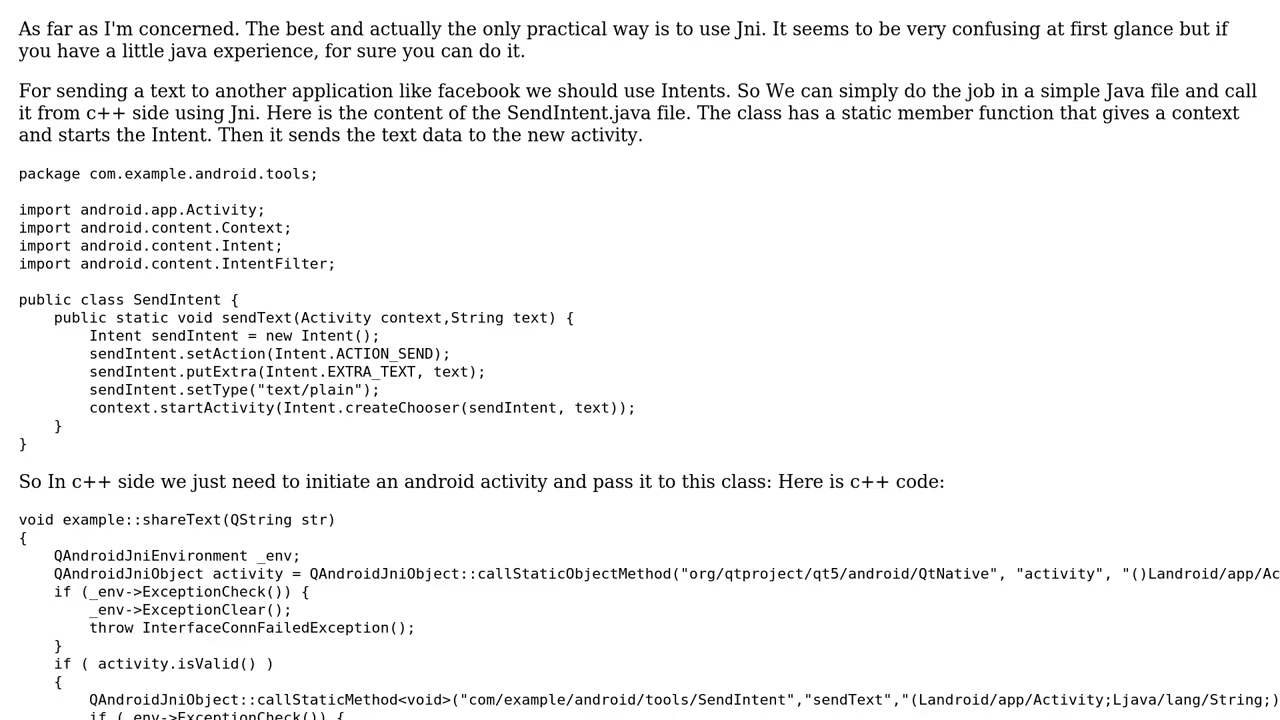 As far as I'm concerned. The best and actually the only practical way is to use Jni. It seems to be very confusing at first glance but if
you have a little java experience, for sure you can do it.
For sending a text to another application like facebook we should use Intents. So We can simply do the job in a simple Java file and call
it from c++ side using Jni. Here is the content of the SendIntent.java file. The class has a static member function that gives a context
and starts the Intent. Then it sends the text data to the new activity.
package com.example.android.tools;
import android.app.Activity;
import android.content.Context;
import android.content.Intent;
import android.content.IntentFilter;
public class SendIntent {
    public static void sendText(Activity context,String text) {
        Intent sendIntent = new Intent();
        sendIntent.setAction(Intent.ACTION_SEND);
        sendIntent.putExtra(Intent.EXTRA_TEXT, text);
        sendIntent.setType("text/plain");
        context.startActivity(Intent.createChooser(sendIntent, text));
    }
}
So In c++ side we just need to initiate an android activity and pass it to this class: Here is c++ code:
void example::shareText(QString str)
{
    QAndroidJniEnvironment _env;
    QAndroidJniObject activity = QAndroidJniObject::callStaticObjectMethod("org/qtproject/qt5/android/QtNative", "activity", "()Landroid/app/Ac
    if (_env->ExceptionCheck()) {
        _env->ExceptionClear();
        throw InterfaceConnFailedException();
    }
    if ( activity.isValid() )
    {
        QAndroidJniObject::callStaticMethod<void>("com/example/android/tools/SendIntent","sendText","(Landroid/app/Activity;Ljava/lang/String;)
        if (_env->ExceptionCheck()) {